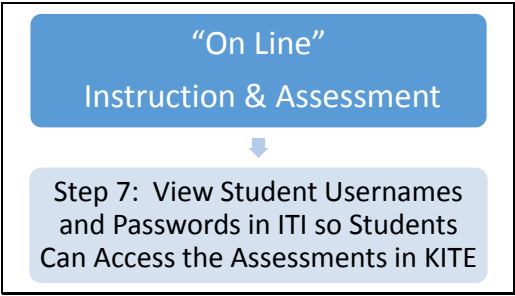 “On Line”
Instruction & Assessment
Step 7:  View Student Usernames
and Passwords in ITI so Students
Can Access the Assessments in KITE